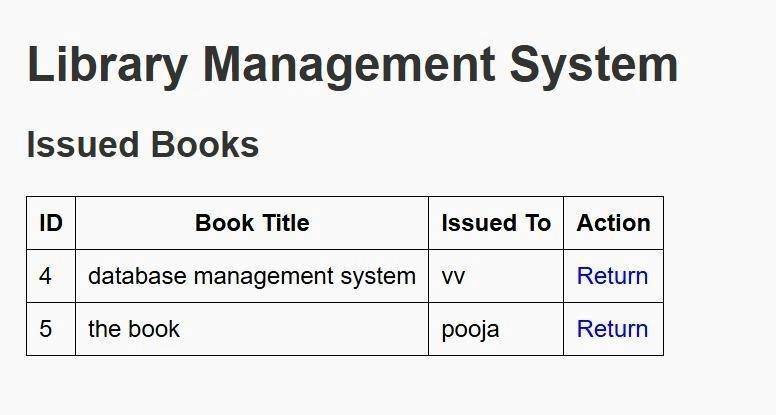 Library Management System
Issued Books
ID Book Title Issued To Action
4 database management system vv Return
5 the book pooja Return